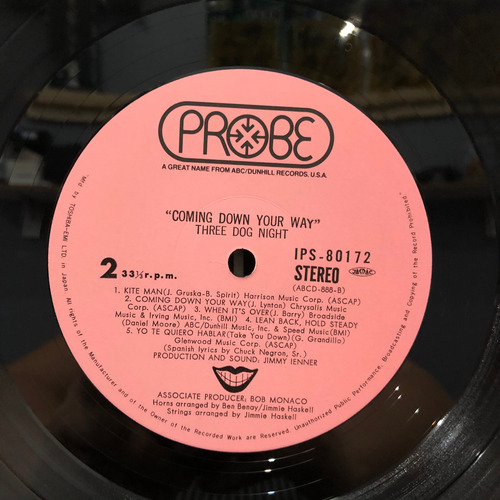 PROBE
A GREAT NAME FROM ABC/DUNHILL RECORDS, U.S.A.
"COMING DOWN YOUR WAY"
THREE DOG NIGHT
IPS-80172
2 33⅓r.p.m.
STEREO
(ABCD-888-B)
1. KITE MAN(J. Gruska-B. Spirit) Harrison Music Corp. (ASCAP)
2. COMING DOWN YOUR WAY(J. Lynton) Chrysalis Music
Corp. (ASCAP) 3. WHEN IT'S OVER(J. Barry) Broadside
Music & Irving Music, Inc. (BMI) 4. LEAN BACK, HOLD STEADY
(Daniel Moore) ABC/Dunhill Music, Inc. & Speed Music(BMI)
5. YO TE QUIERO HABLAR(Take You Down)(G. Grandillo)
Glenwood Music Corp. (ASCAP)
(Spanish lyrics by Chuck Negron, Sr.)
PRODUCTION AND SOUND: JIMMY IENNER
ASSOCIATE PRODUCER: BOB MONACO
Horns arranged by Ben Benay/Jimmie Haskell
Strings arranged by Jimmie Haskell
Mfd by TOSHIBA-EMI LTD. in Japan All Rights of the Manufacturer and of the Owner of the Recorded Work are Reserved. Unauthorized Public Performance, Broadcasting and Copying of the Record Prohibited.